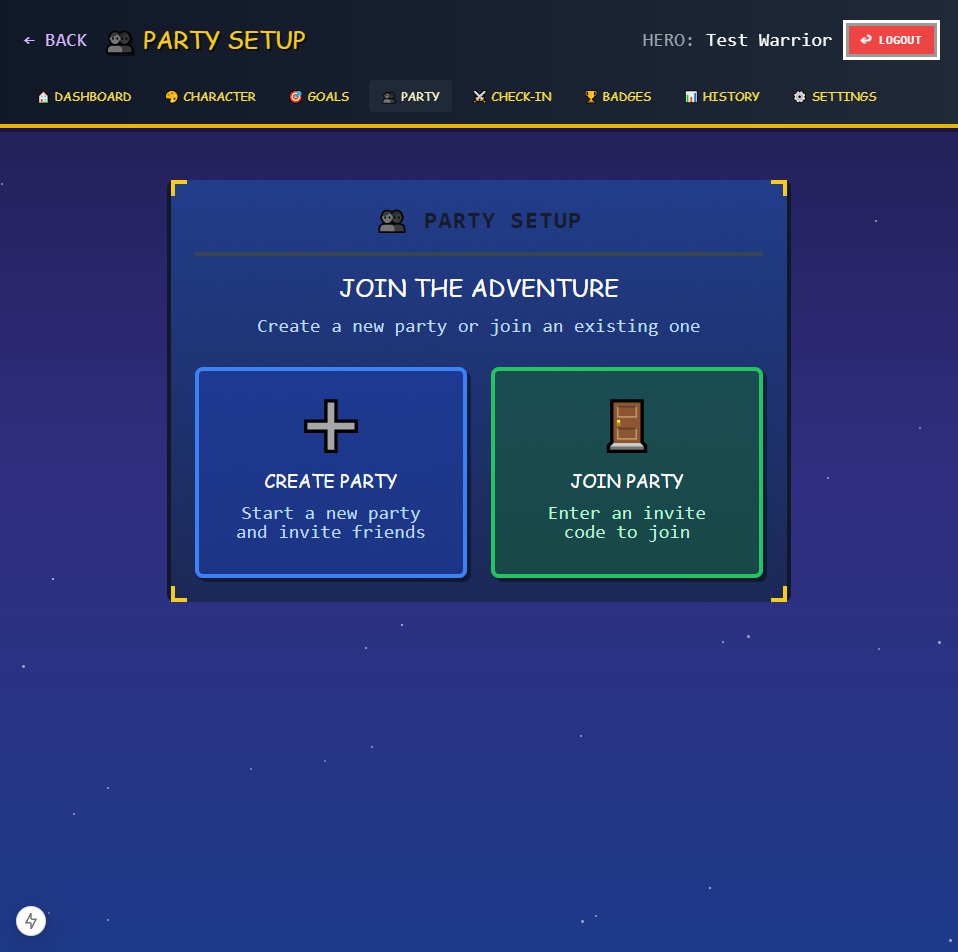 ← BACK
PARTY SETUP
HERO: Test Warrior
LOGOUT
DASHBOARD
CHARACTER
GOALS
PARTY
CHECK-IN
BADGES
HISTORY
SETTINGS
PARTY SETUP
JOIN THE ADVENTURE
Create a new party or join an existing one
CREATE PARTY
Start a new party
and invite friends
JOIN PARTY
Enter an invite
code to join